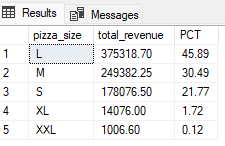 Results Messages
pizza_size total_revenue PCT
1 L 375318.70 45.89
2 M 249382.25 30.49
3 S 178076.50 21.77
4 XL 14076.00 1.72
5 XXL 1006.60 0.12